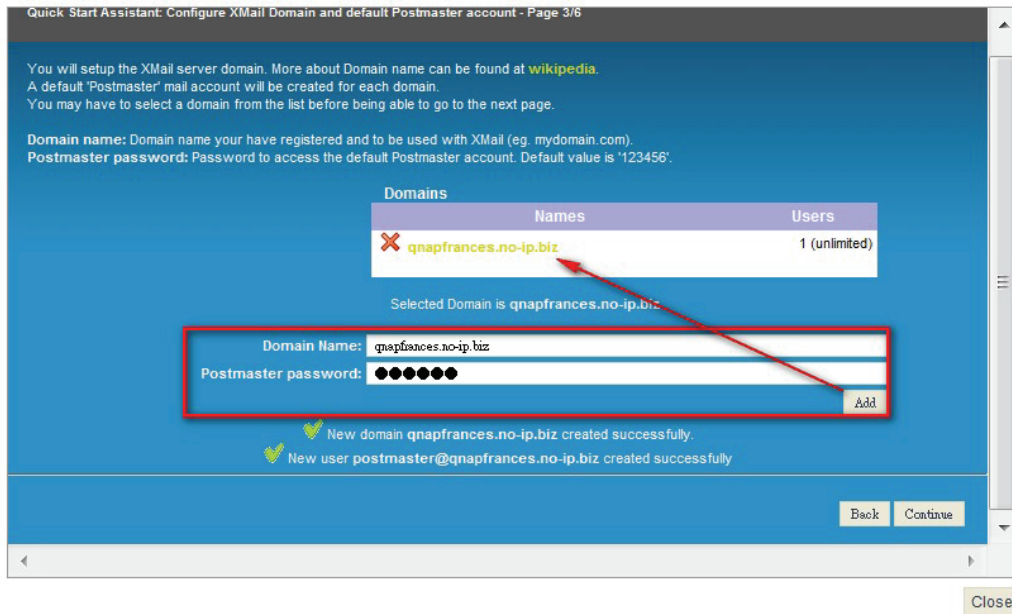 Quick Start Assistant: Configure XMail Domain and default Postmaster account - Page 3/6
You will setup the XMail server domain. More about Domain name can be found at wikipedia.
A default 'Postmaster' mail account will be created for each domain.
You may have to select a domain from the list before being able to go to the next page.
Domain name: Domain name your have registered and to be used with XMail (eg. mydomain.com).
Postmaster password: Password to access the default Postmaster account. Default value is '123456'.
Domains
Names Users
qnapfrances.no-ip.biz 1 (unlimited)
Selected Domain is qnapfrances.no-ip.biz
Domain Name: qnapfrances.no-ip.biz
Postmaster password: ●●●●●●
Add
New domain qnapfrances.no-ip.biz created successfully.
New user postmaster@qnapfrances.no-ip.biz created successfully
Back Continue
Close